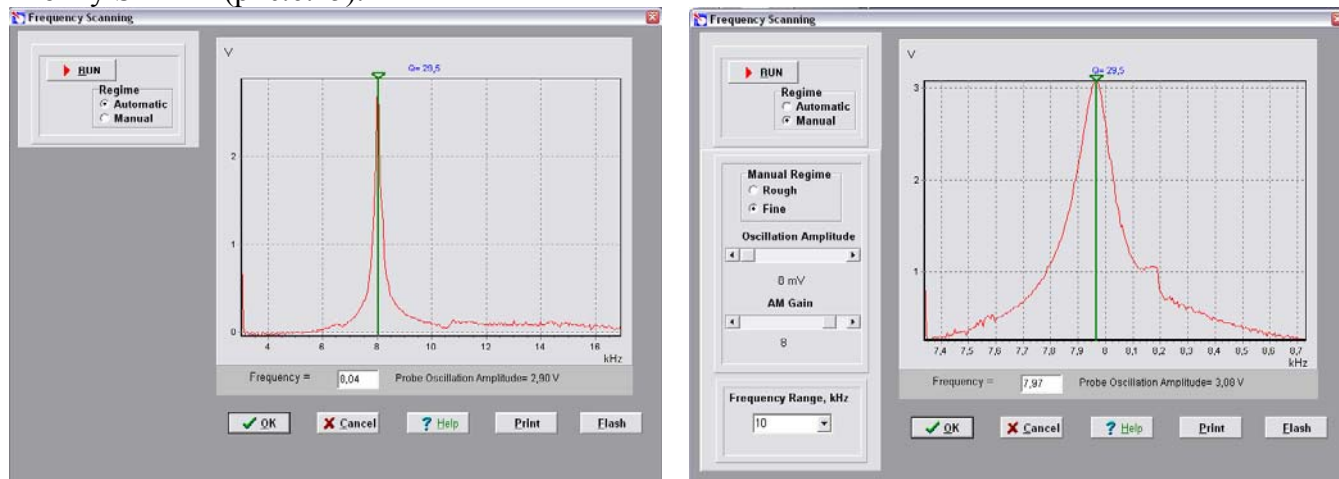 Frequency Scanning
RUN
Regime
Automatic
Manual
V
Q= 29,5
2
1
0
4 6 8 10 12 14 16
kHz
Frequency = 8,04 Probe Oscillation Amplitude= 2,90 V
OK Cancel ? Help Print Flash
Frequency Scanning
RUN
Regime
Automatic
Manual
Manual Regime
Rough
Fine
Oscillation Amplitude
8 mV
AM Gain
8
Frequency Range, kHz
10
V
Q= 29,5
3
2
1
7,4 7,5 7,6 7,7 7,8 7,9 8 8,1 8,2 8,3 8,4 8,5 8,6 8,7
kHz
Frequency = 7,97 Probe Oscillation Amplitude= 3,08 V
OK Cancel ? Help Print Flash